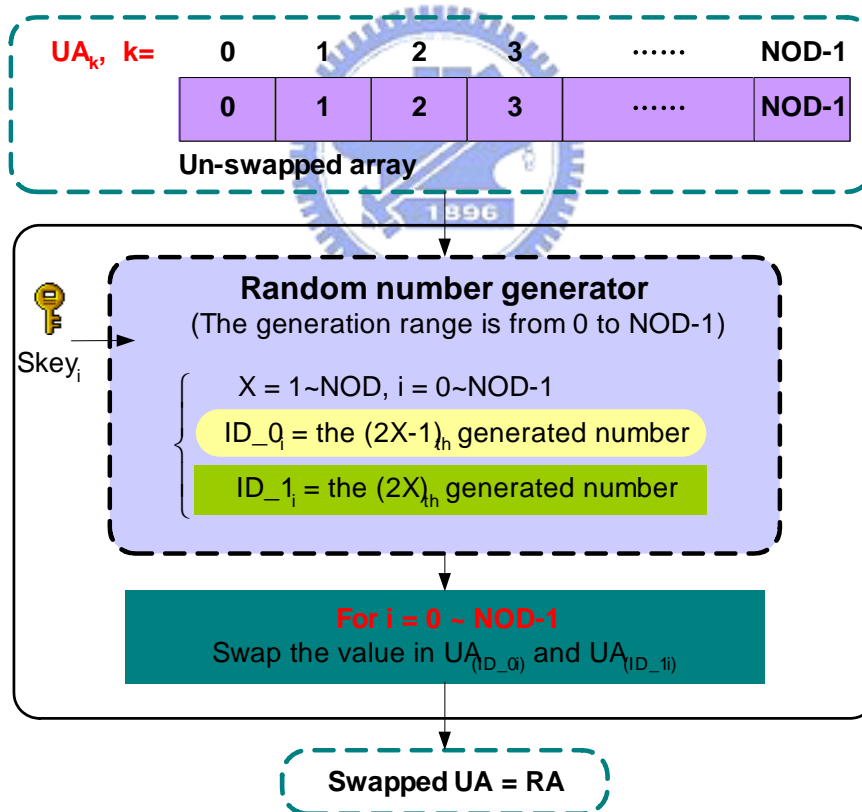 UAk, k= 0 1 2 3 ······ NOD-1
0 1 2 3 ······ NOD-1
Un-swapped array
1896
Random number generator
(The generation range is from 0 to NOD-1)
Skeyi
X = 1~NOD, i = 0~NOD-1
ID_0i = the (2X-1)th generated number
ID_1i = the (2X)th generated number
For i = 0 ~ NOD-1
Swap the value in UA(ID_0i) and UA(ID_1i)
Swapped UA = RA